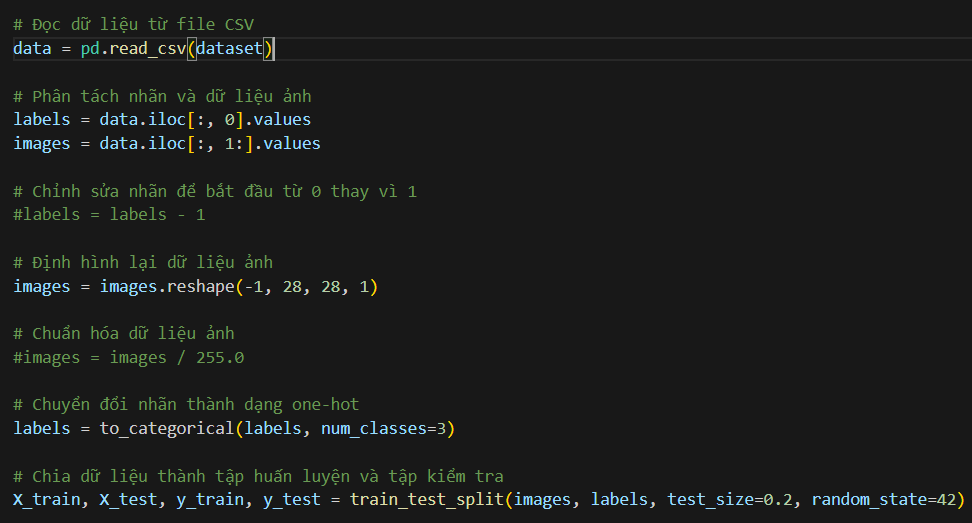 # Đọc dữ liệu từ file CSV
data = pd.read_csv(dataset)
# Phân tách nhãn và dữ liệu ảnh
labels = data.iloc[:, 0].values
images = data.iloc[:, 1:].values
# Chỉnh sửa nhãn để bắt đầu từ 0 thay vì 1
#labels = labels - 1
# Định hình lại dữ liệu ảnh
images = images.reshape(-1, 28, 28, 1)
# Chuẩn hóa dữ liệu ảnh
#images = images / 255.0
# Chuyển đổi nhãn thành dạng one-hot
labels = to_categorical(labels, num_classes=3)
# Chia dữ liệu thành tập huấn luyện và tập kiểm tra
X_train, X_test, y_train, y_test = train_test_split(images, labels, test_size=0.2, random_state=42)